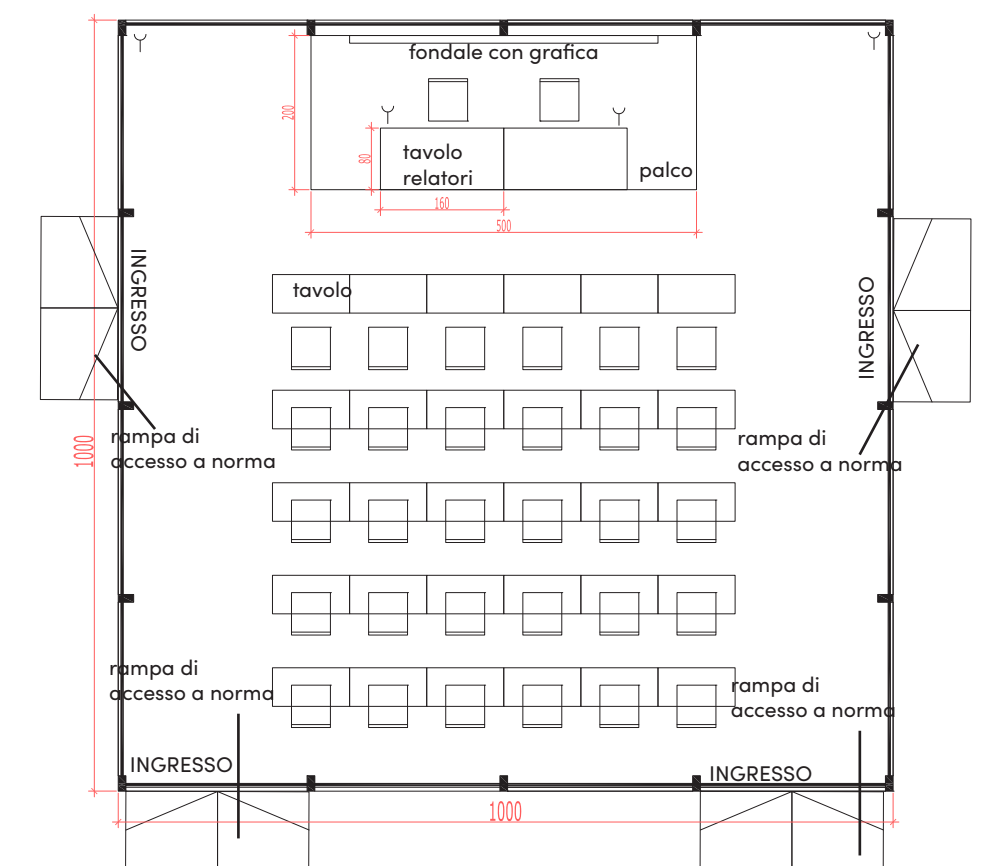 fondale con grafica
200
80
tavolo
relatori
palco
160
500
INGRESSO
tavolo
INGRESSO
1000
rampa di
accesso a norma
rampa di
accesso a norma
rampa di
accesso a norma
rampa di
accesso a norma
INGRESSO
INGRESSO
1000